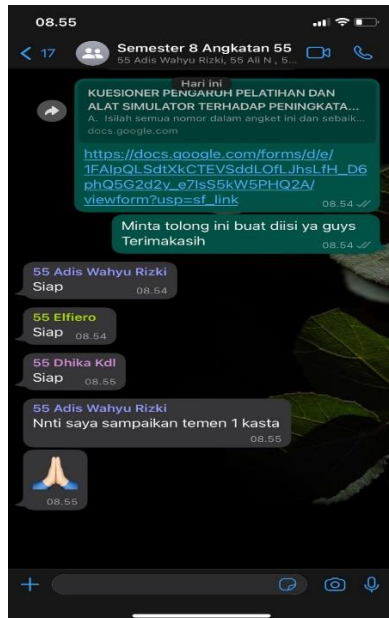 08.55
17
Semester 8 Angkatan 55
55 Adis Wahyu Rizki, 55 Ali N , 5...
Hari ini
KUESIONER PENGARUH PELATIHAN DAN
ALAT SIMULATOR TERHADAP PENINGKATA...
A. Isilah semua nomor dalam angket ini dan sebaik...
docs.google.com
https://docs.google.com/forms/d/e/
1FAIpQLSdtXkCTEVSddLOfLJhsLfH_D6
phQ5G2d2y_e7IsS5kW5PHQ2A/
viewform?usp=sf_link
08.54
Minta tolong ini buat diisi ya guys
Terimakasih
08.54
55 Adis Wahyu Rizki
Siap
08.54
55 Elfiero
Siap
08.54
55 Dhika Kdl
Siap
08.55
55 Adis Wahyu Rizki
Nnti saya sampaikan temen 1 kasta
08.55
08.55